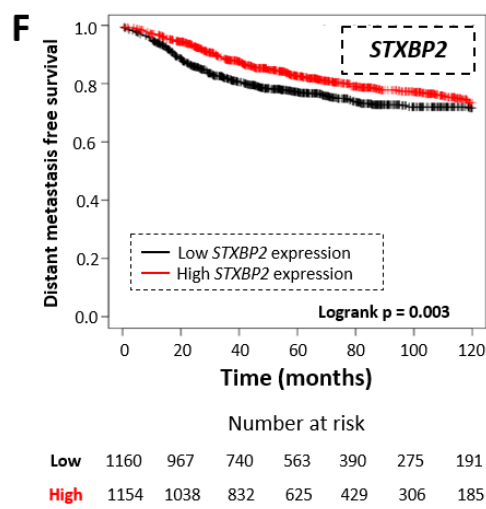 F
STXBP2
Distant metastasis free survival
1.0
0.8
0.6
0.4
0.2
0.0
Low STXBP2 expression
High STXBP2 expression
Logrank p = 0.003
0 20 40 60 80 100 120
Time (months)
Number at risk
Low 1160 967 740 563 390 275 191
High 1154 1038 832 625 429 306 185